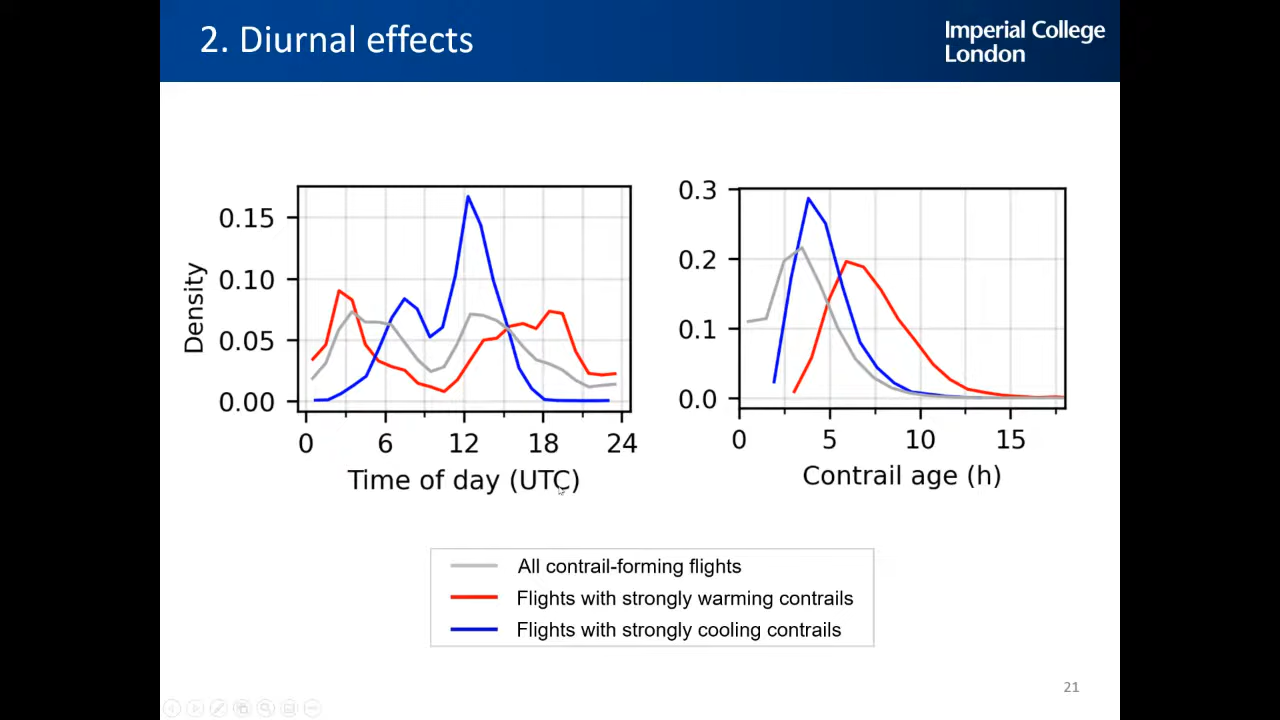 2. Diurnal effects
Imperial College
London
0.15
0.10
0.05
0.00
Density
0 6 12 18 24
Time of day (UTC)
0.3
0.2
0.1
0.0
0 5 10 15
Contrail age (h)
All contrail-forming flights
Flights with strongly warming contrails
Flights with strongly cooling contrails
21